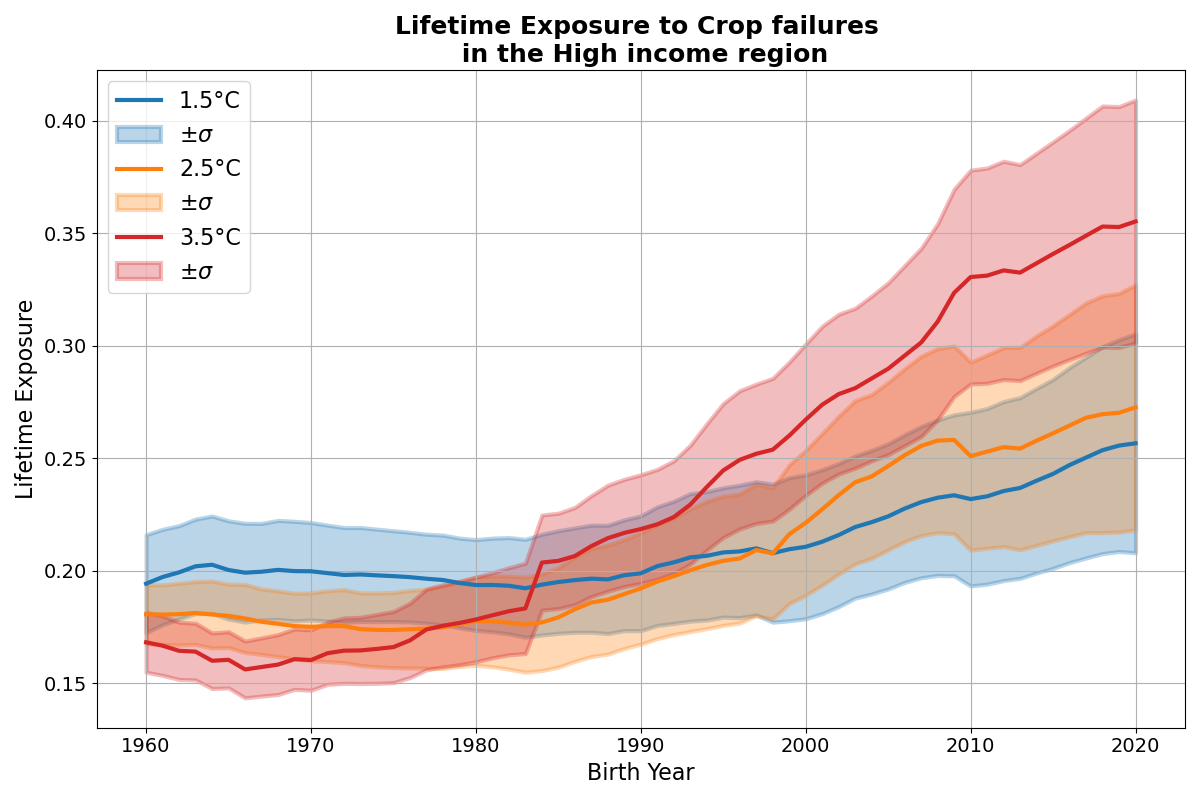 Lifetime Exposure to Crop failures
in the High income region
1.5°C
±σ
2.5°C
±σ
3.5°C
±σ
Lifetime Exposure
0.40
0.35
0.30
0.25
0.20
0.15
1960 1970 1980 1990 2000 2010 2020
Birth Year